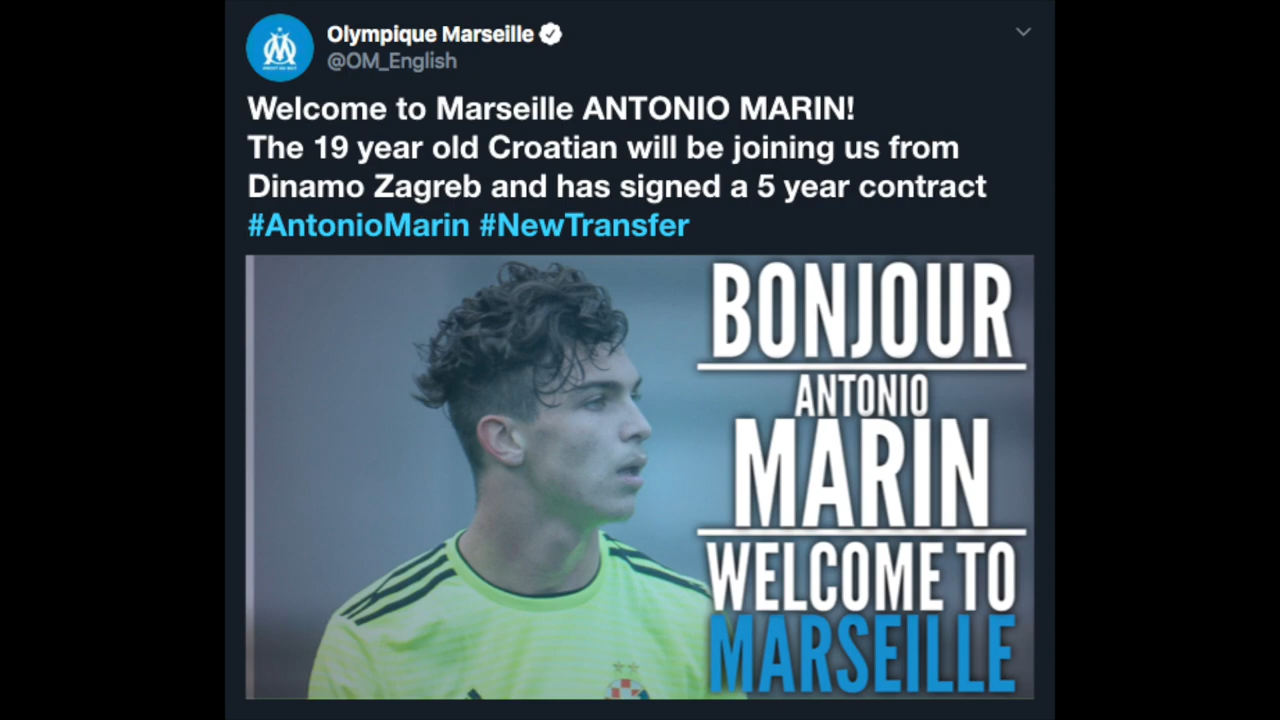 Olympique Marseille
@OM_English
Welcome to Marseille ANTONIO MARIN!
The 19 year old Croatian will be joining us from
Dinamo Zagreb and has signed a 5 year contract
#AntonioMarin #NewTransfer
BONJOUR
ANTONIO
MARIN
WELCOME TO
MARSEILLE